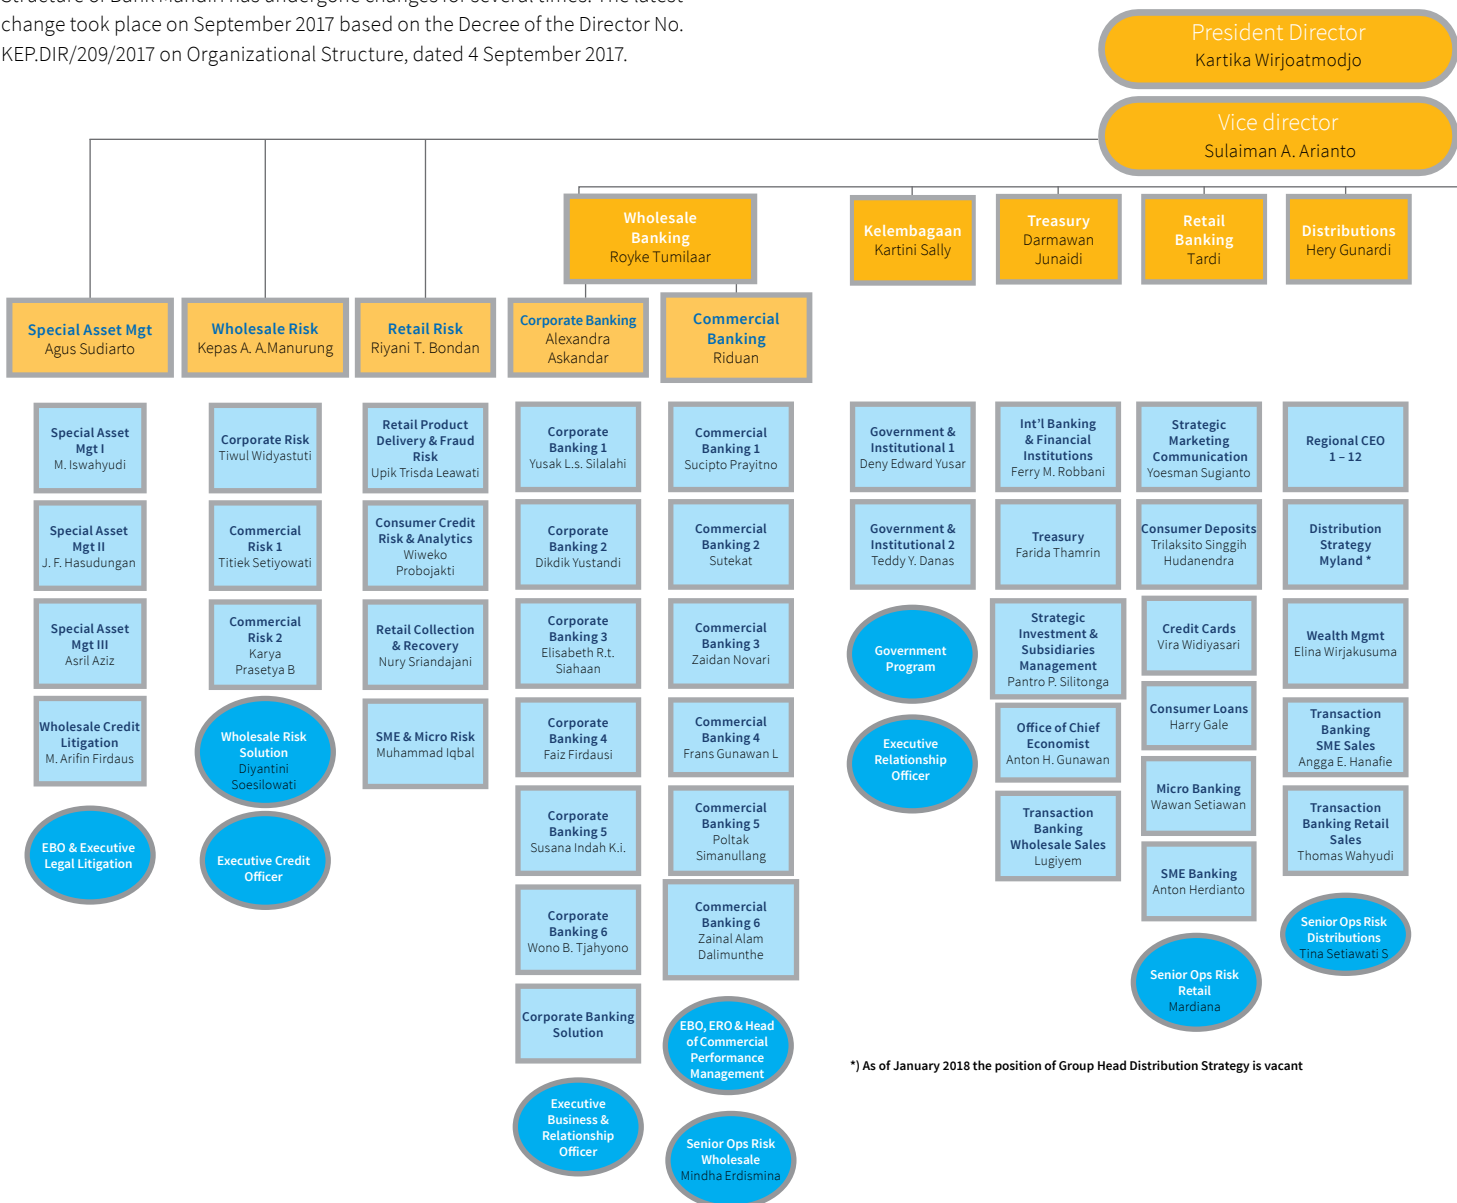 Structure of Bank Mandiri has undergone changes for several times. The latest
change took place on September 2017 based on the Decree of the Director No.
KEP.DIR/209/2017 on Organizational Structure, dated 4 September 2017.
President Director
Kartika Wirjoatmodjo
Vice director
Sulaiman A. Arianto
Wholesale
Banking
Royke Tumilaar
Kelembagaan
Kartini Sally
Treasury
Darmawan
Junaidi
Retail
Banking
Tardi
Distributions
Hery Gunardi
Special Asset Mgt
Agus Sudiarto
Wholesale Risk
Kepas A. A.Manurung
Retail Risk
Riyani T. Bondan
Corporate Banking
Alexandra
Askandar
Commercial
Banking
Riduan
Special Asset
Mgt I
M. Iswahyudi
Special Asset
Mgt II
J. F. Hasudungan
Special Asset
Mgt III
Asril Aziz
Wholesale Credit
Litigation
M. Arifin Firdaus
EBO & Executive
Legal Litigation
Corporate Risk
Tiwul Widyastuti
Commercial
Risk 1
Titiek Setiyowati
Commercial
Risk 2
Karya
Prasetya B
Wholesale Risk
Solution
Diyantini
Soesilowati
Executive Credit
Officer
Retail Product
Delivery & Fraud
Risk
Upik Trisda Leawati
Consumer Credit
Risk & Analytics
Wiweko
Probojakti
Retail Collection
& Recovery
Nury Sriandajani
SME & Micro Risk
Muhammad Iqbal
Corporate
Banking 1
Yusak L.s. Silalahi
Corporate
Banking 2
Dikdik Yustandi
Corporate
Banking 3
Elisabeth R.t.
Siahaan
Corporate
Banking 4
Faiz Firdausi
Corporate
Banking 5
Susana Indah K.i.
Corporate
Banking 6
Wono B. Tjahyono
Corporate Banking
Solution
Executive
Business &
Relationship
Officer
Commercial
Banking 1
Sucipto Prayitno
Commercial
Banking 2
Sutekat
Commercial
Banking 3
Zaidan Novari
Commercial
Banking 4
Frans Gunawan L
Commercial
Banking 5
Poltak
Simanullang
Commercial
Banking 6
Zainal Alam
Dalimunthe
EBO, ERO & Head
of Commercial
Performance
Management
Senior Ops Risk
Wholesale
Mindha Erdismina
Government &
Institutional 1
Deny Edward Yusar
Government &
Institutional 2
Teddy Y. Danas
Government
Program
Executive
Relationship
Officer
Int'l Banking
& Financial
Institutions
Ferry M. Robbani
Treasury
Farida Thamrin
Strategic
Investment &
Subsidiaries
Management
Pantro P. Silitonga
Office of Chief
Economist
Anton H. Gunawan
Transaction
Banking
Wholesale Sales
Lugiyem
Strategic
Marketing
Communication
Yoesman Sugianto
Consumer Deposits
Trilaksito Singgih
Hudanendra
Credit Cards
Vira Widiyasari
Consumer Loans
Harry Gale
Micro Banking
Wawan Setiawan
SME Banking
Anton Herdianto
Senior Ops Risk
Retail
Mardiana
Regional CEO
1 – 12
Distribution
Strategy
Myland *
Wealth Mgmt
Elina Wirjakusuma
Transaction
Banking
SME Sales
Angga E. Hanafie
Transaction
Banking Retail
Sales
Thomas Wahyudi
Senior Ops Risk
Distributions
Tina Setiawati S
*) As of January 2018 the position of Group Head Distribution Strategy is vacant